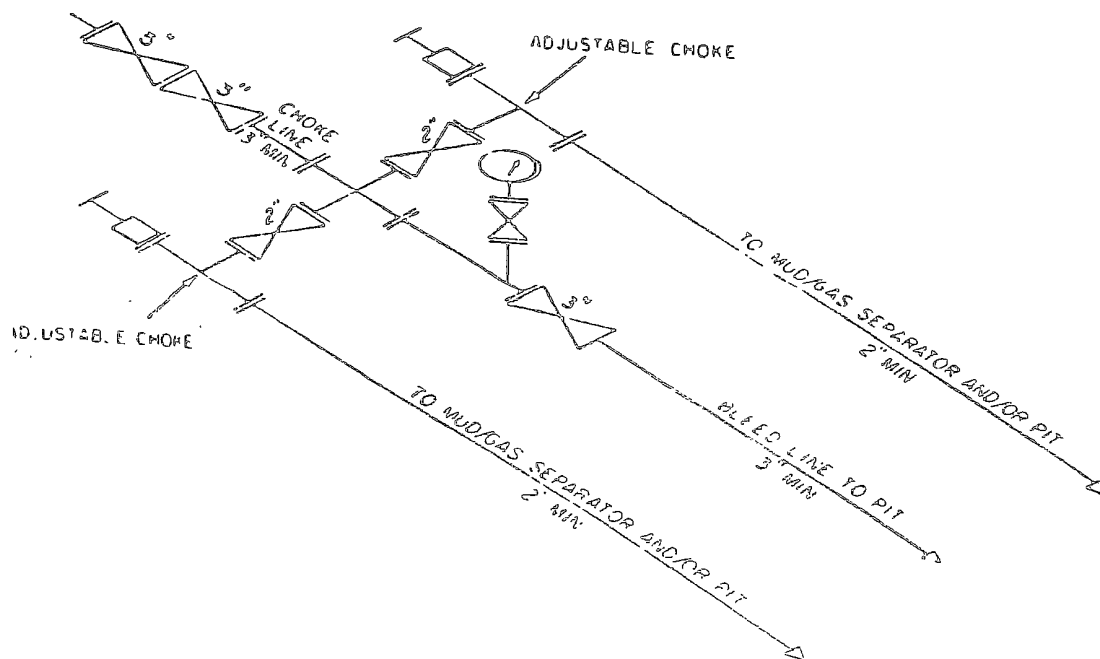 3"
3"
CHOKE
LINE
3" MIN
2"
ADJUSTABLE CHOKE
2"
ADJUSTABLE CHOKE
3"
TO MUD/GAS SEPARATOR AND/OR PIT
2" MIN
BLEED LINE TO PIT
3" MIN
TO MUD/GAS SEPARATOR AND/OR PIT
2" MIN